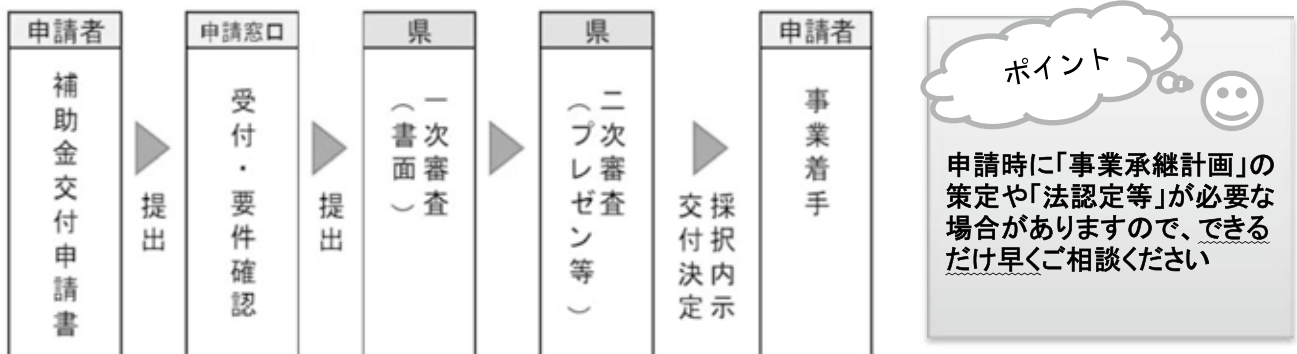 申請者
補助金交付申請書
提出
申請窓口
受付・要件確認
提出
県
一次審査
（書面）
県
二次審査
（プレゼン等）
採択内示
交付決定
申請者
事業着手
ポイント
申請時に「事業承継計画」の
策定や「法認定等」が必要な
場合がありますので、できる
だけ早くご相談ください